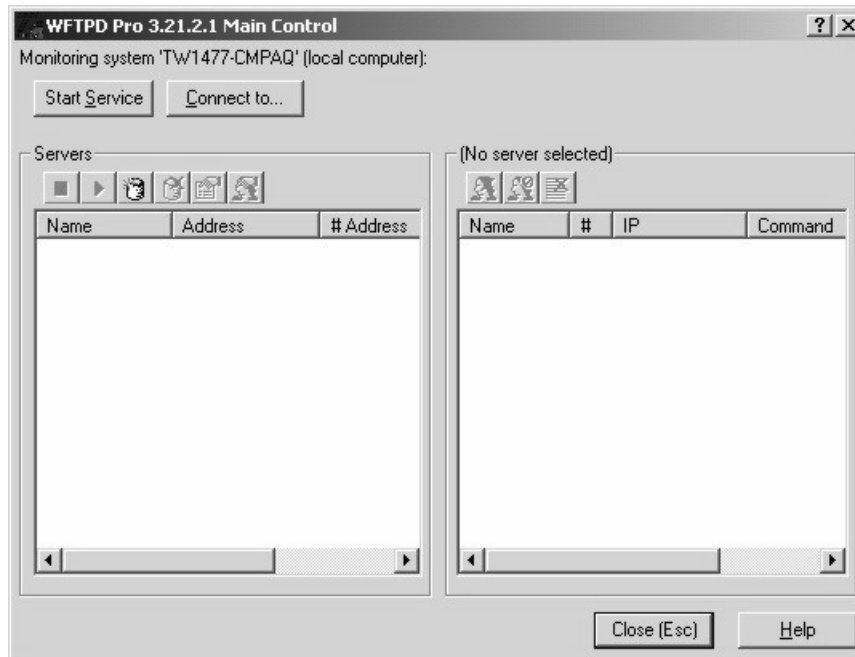 WFTPD Pro 3.21.2.1 Main Control
Monitoring system 'TW1477-CMPAQ' (local computer):
Start Service Connect to...
Servers (No server selected)
Name Address # Address Name # IP Command
Close (Esc) Help